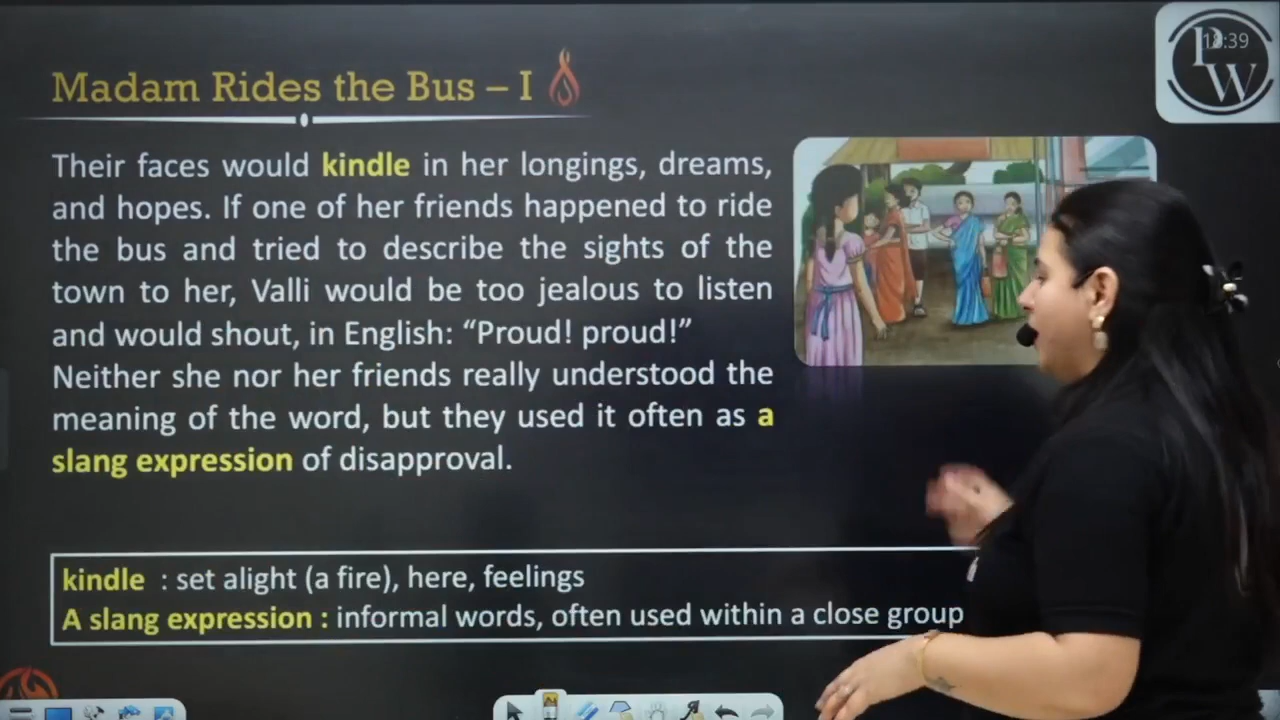 18:39
PW
Madam Rides the Bus – I
Their faces would kindle in her longings, dreams,
and hopes. If one of her friends happened to ride
the bus and tried to describe the sights of the
town to her, Valli would be too jealous to listen
and would shout, in English: “Proud! proud!”
Neither she nor her friends really understood the
meaning of the word, but they used it often as a
slang expression of disapproval.
kindle : set alight (a fire), here, feelings
A slang expression : informal words, often used within a close group